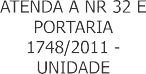 ATENDA A NR 32 E
PORTARIA
1748/2011 -
UNIDADE